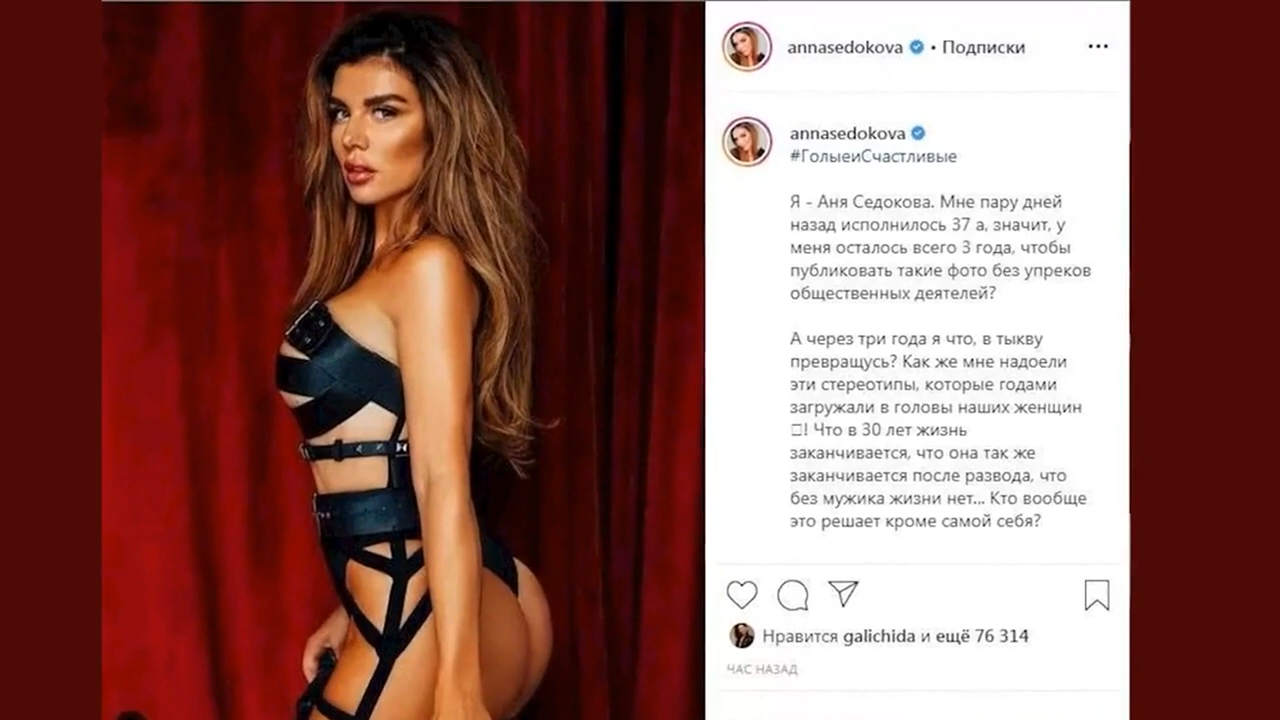 annasedokova • Подписки
annasedokova
#ГолыеиСчастливые
Я - Аня Седокова. Мне пару дней
назад исполнилось 37 а, значит, у
меня осталось всего 3 года, чтобы
публиковать такие фото без упреков
общественных деятелей?
А через три года я что, в тыкву
превращусь? Как же мне надоели
эти стереотипы, которые годами
загружали в головы наших женщин
□! Что в 30 лет жизнь
заканчивается, что она так же
заканчивается после развода, что
без мужика жизни нет... Кто вообще
это решает кроме самой себя?
Нравится galichida и ещё 76 314
ЧАС НАЗАД